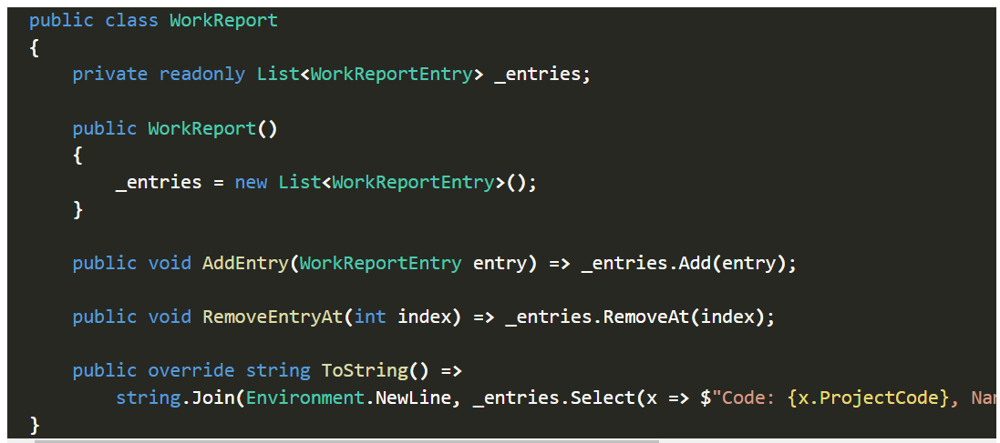 public class WorkReport
{
    private readonly List<WorkReportEntry> _entries;

    public WorkReport()
    {
        _entries = new List<WorkReportEntry>();
    }

    public void AddEntry(WorkReportEntry entry) => _entries.Add(entry);

    public void RemoveEntryAt(int index) => _entries.RemoveAt(index);

    public override string ToString() =>
        string.Join(Environment.NewLine, _entries.Select(x => $"Code: {x.ProjectCode},
}